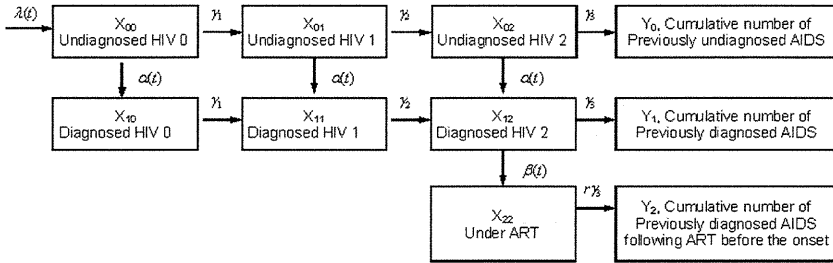 λ(t)
X00
Undiagnosed HIV 0
γ1
X01
Undiagnosed HIV 1
γ2
X02
Undiagnosed HIV 2
γ3
Y0, Cumulative number of
Previously undiagnosed AIDS
α(t)
α(t)
α(t)
X10
Diagnosed HIV 0
γ1
X11
Diagnosed HIV 1
γ2
X12
Diagnosed HIV 2
γ3
Y1, Cumulative number of
Previously diagnosed AIDS
β(t)
X22
Under ART
rγ3
Y2, Cumulative number of
Previously diagnosed AIDS
following ART before the onset